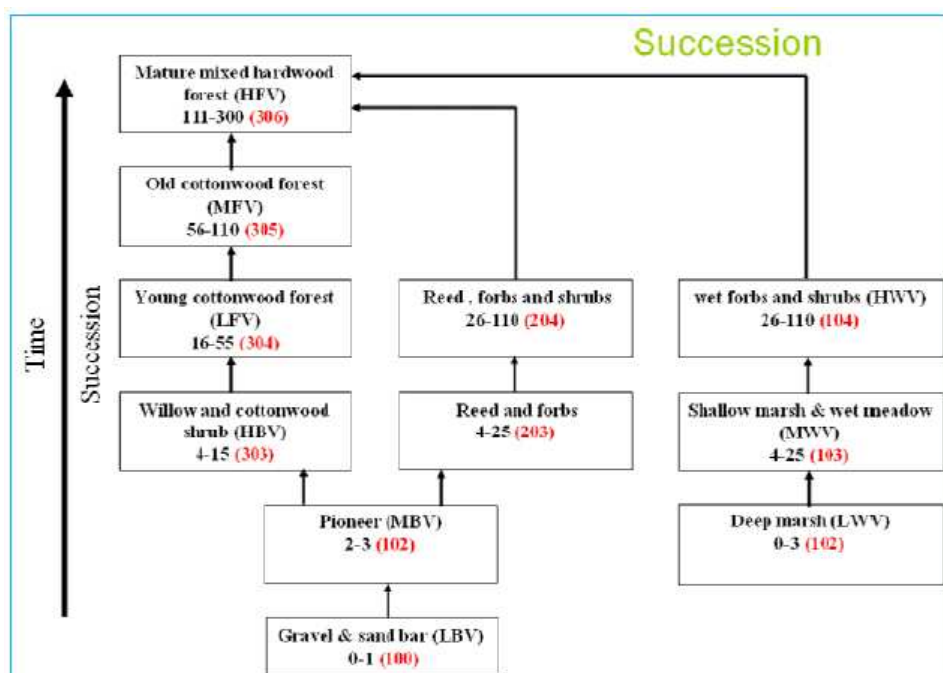 Succession
Mature mixed hardwood
forest (HFV)
111-300 (306)
Old cottonwood forest
(MFV)
56-110 (305)
Young cottonwood forest
(LFV)
16-55 (304)
Reed , forbs and shrubs
26-110 (204)
wet forbs and shrubs (HWV)
26-110 (104)
Willow and cottonwood
shrub (HBV)
4-15 (303)
Reed and forbs
4-25 (203)
Shallow marsh & wet meadow
(MWV)
4-25 (103)
Pioneer (MBV)
2-3 (102)
Deep marsh (LWV)
0-3 (102)
Gravel & sand bar (LBV)
0-1 (100)
Time
Succession